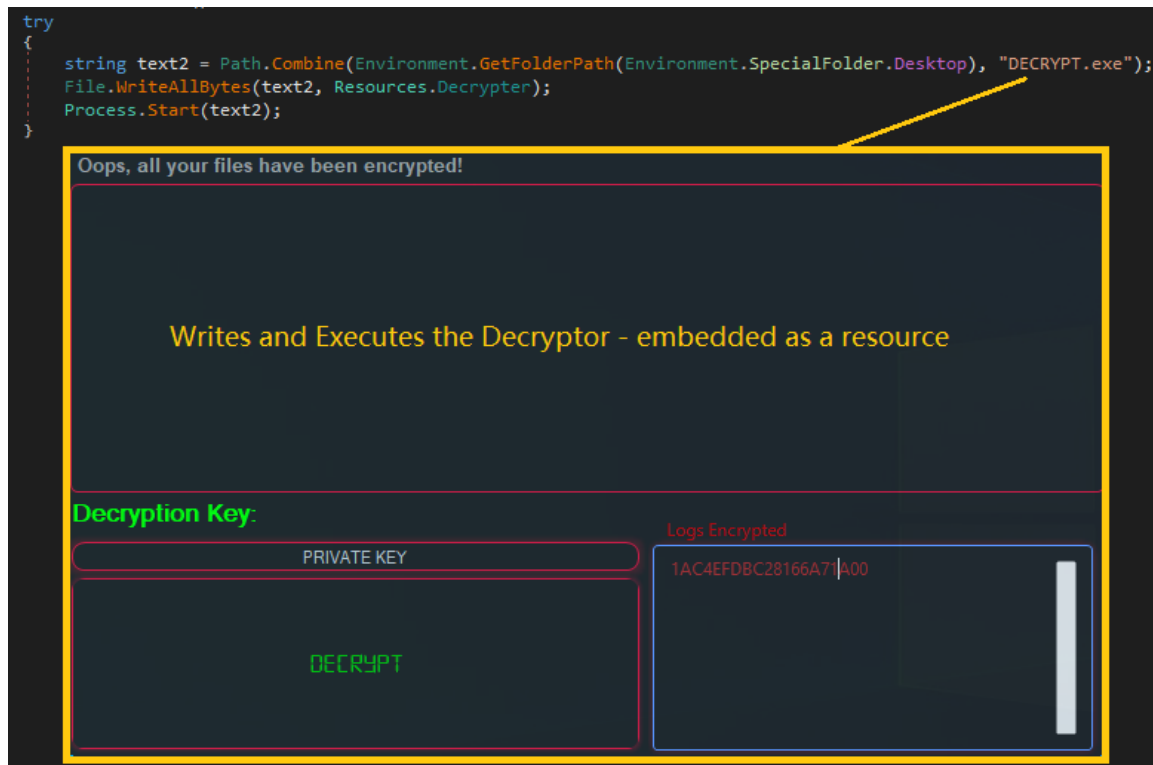 try
{
string text2 = Path.Combine(Environment.GetFolderPath(Environment.SpecialFolder.Desktop), "DECRYPT.exe");
File.WriteAllBytes(text2, Resources.Decrypter);
Process.Start(text2);
}
Oops, all your files have been encrypted!
Writes and Executes the Decryptor - embedded as a resource
Decryption Key:
Logs Encrypted
PRIVATE KEY
1AC4EFDBC28166A71A00
DECRYPT